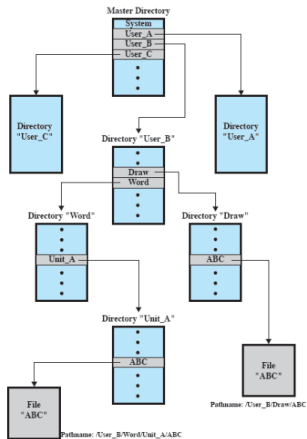 Master Directory
System
User_A
User_B
User_C
Directory
"User_C"
Directory
"User_A"
Directory "User_B"
Draw
Word
Directory "Word"
Unit_A
Directory "Draw"
ABC
Directory "Unit_A"
ABC
File
"ABC"
Pathname: /User_B/Draw/ABC
File
"ABC"
Pathname: /User_B/Word/Unit_A/ABC